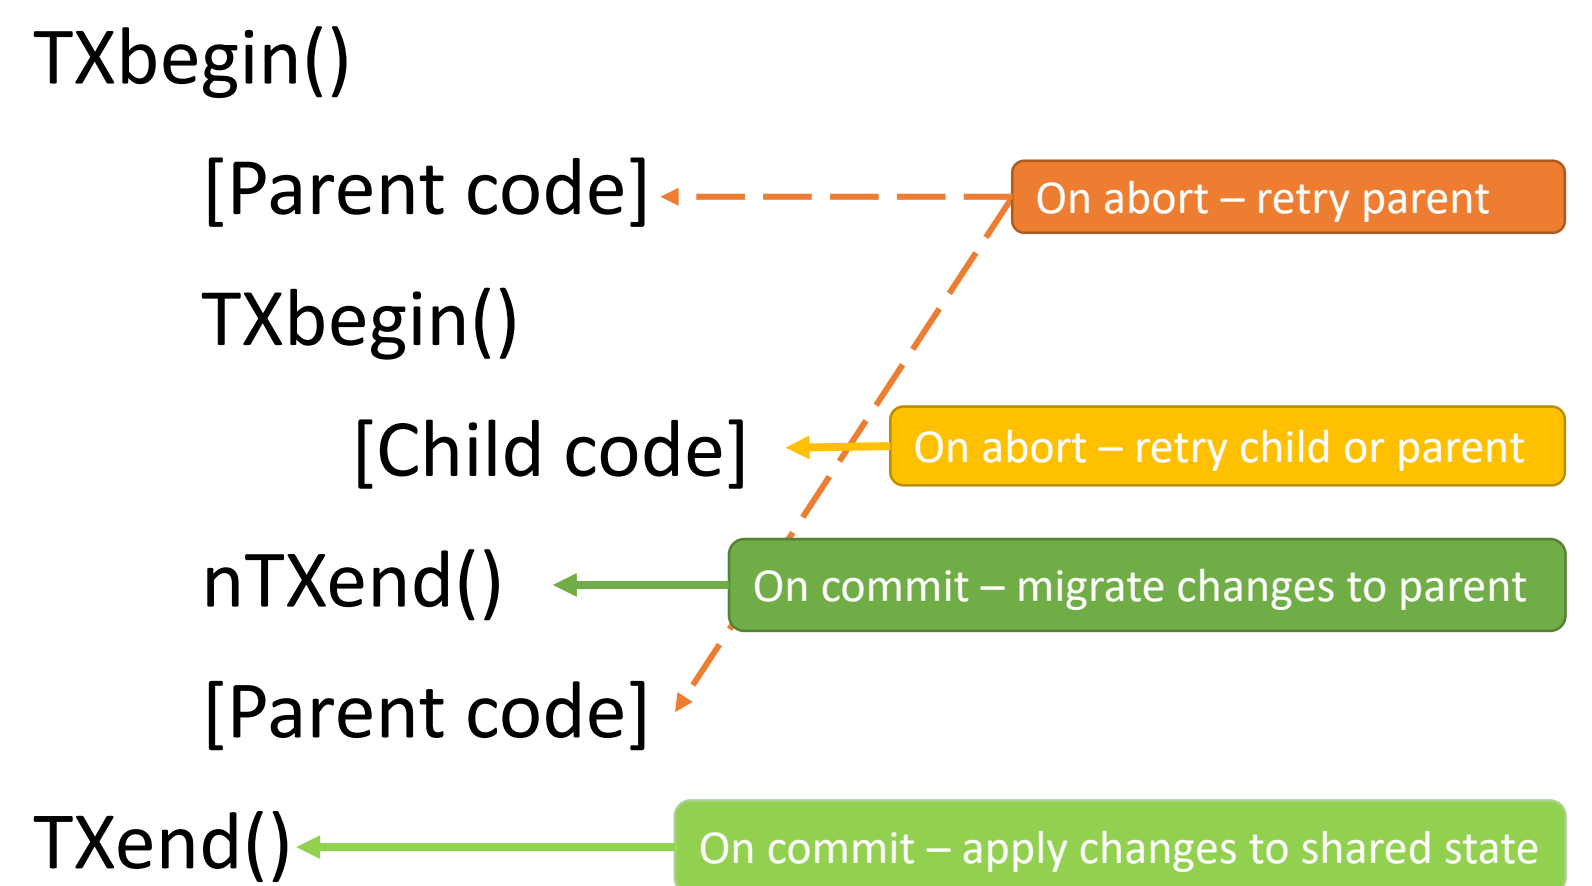 TXbegin()
[Parent code]
On abort – retry parent
TXbegin()
[Child code]
On abort – retry child or parent
nTXend()
On commit – migrate changes to parent
[Parent code]
TXend()
On commit – apply changes to shared state